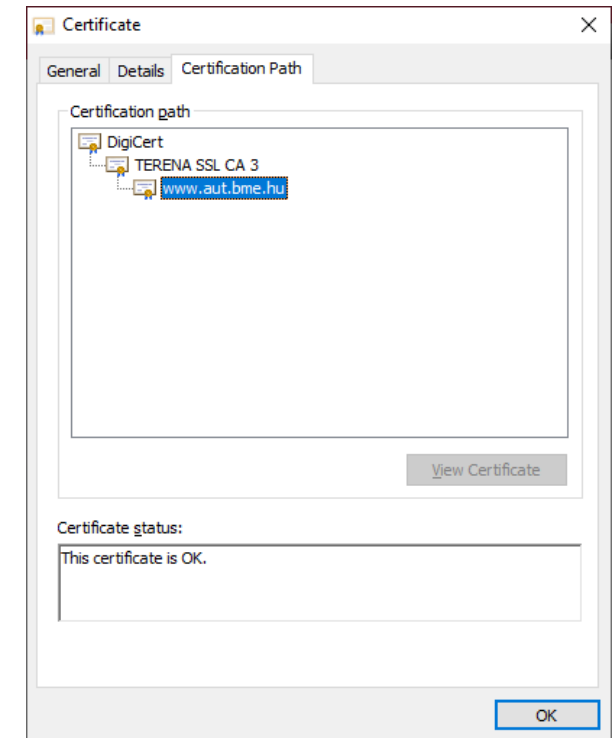 Certificate
General Details Certification Path
Certification path
DigiCert
TERENA SSL CA 3
www.aut.bme.hu
View Certificate
Certificate status:
This certificate is OK.
OK